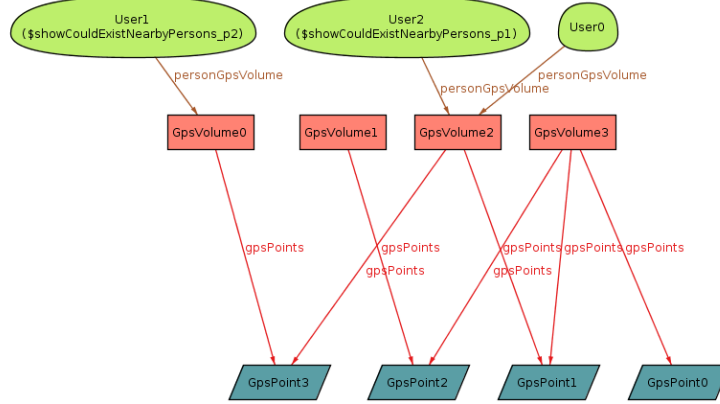 User1
($showCouldExistNearbyPersons_p2)
User2
($showCouldExistNearbyPersons_p1)
User0
personGpsVolume
personGpsVolume
personGpsVolume
GpsVolume0
GpsVolume1
GpsVolume2
GpsVolume3
gpsPoints
gpsPoints
gpsPoints
gpsPoints
gpsPoints
gpsPoints
gpsPoints
GpsPoint3
GpsPoint2
GpsPoint1
GpsPoint0